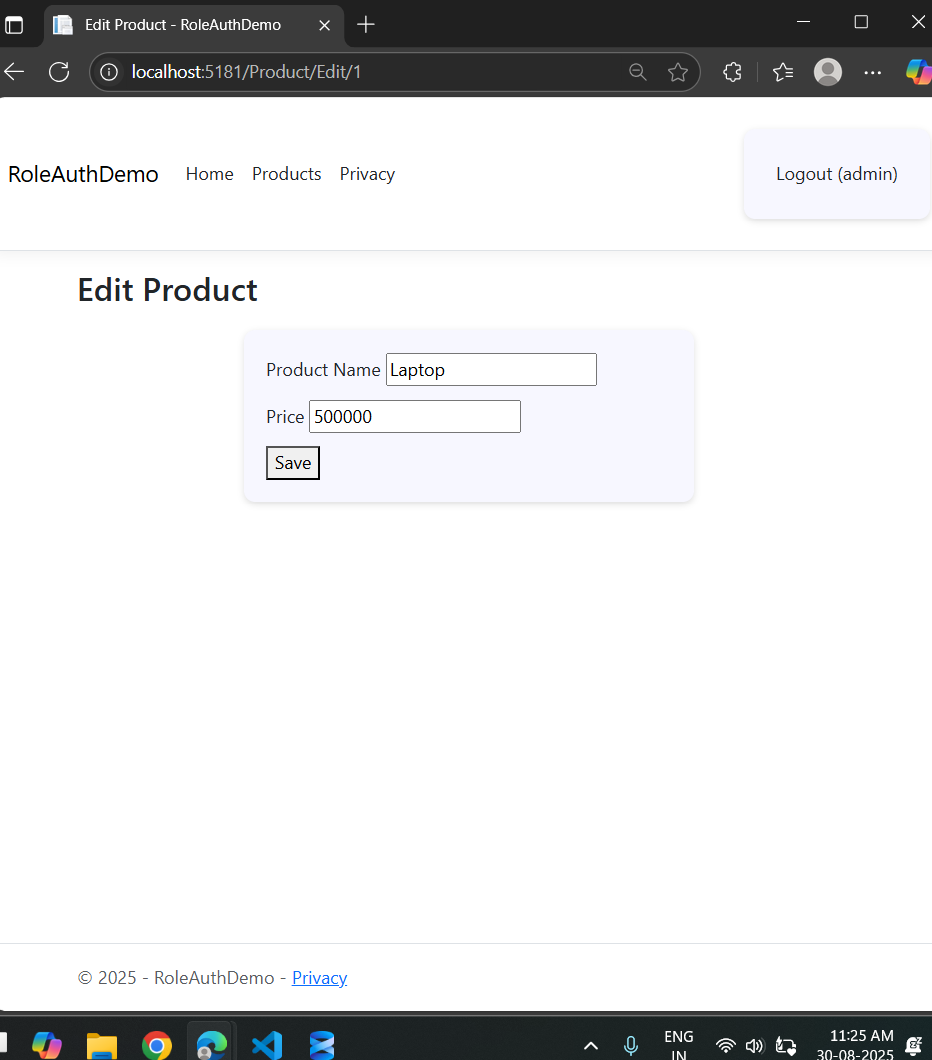 Edit Product - RoleAuthDemo
localhost:5181/Product/Edit/1
RoleAuthDemo Home Products Privacy Logout (admin)
Edit Product
Product Name Laptop
Price 500000
Save
© 2025 - RoleAuthDemo - Privacy
ENG
IN
11:25 AM
30-08-2025